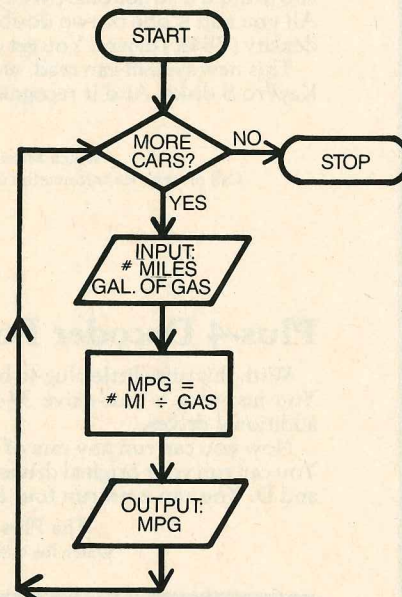 START
MORE
CARS?
NO
STOP
YES
INPUT:
# MILES
GAL. OF GAS
MPG =
# MI ÷ GAS
OUTPUT:
MPG